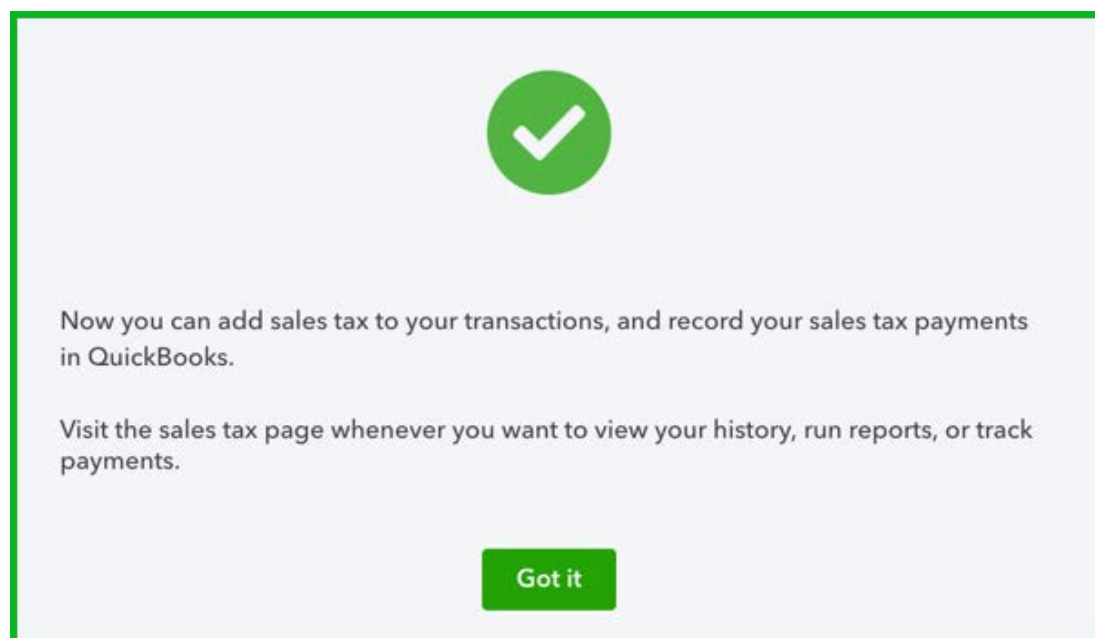 Now you can add sales tax to your transactions, and record your sales tax payments
in QuickBooks.
Visit the sales tax page whenever you want to view your history, run reports, or track
payments.
Got it